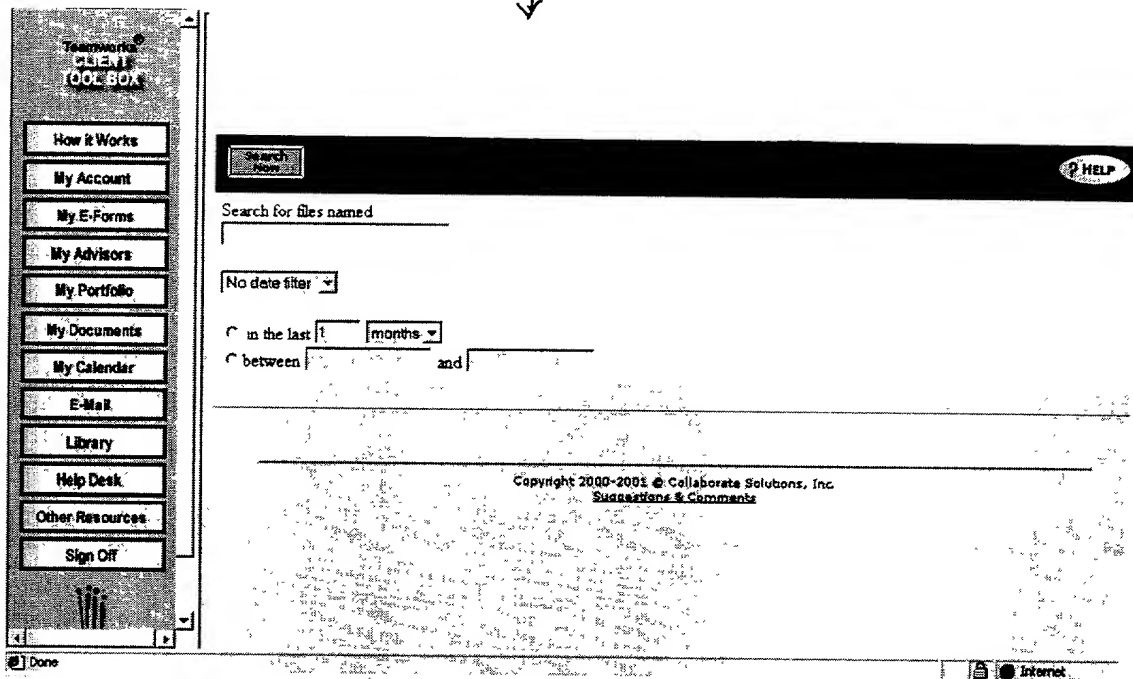 Teamworks®
CLIENT
TOOL BOX
How it Works
My Account
My E-Forms
My Advisors
My Portfolio
My Documents
My Calendar
E-Mail
Library
Help Desk
Other Resources
Sign Off
Search
Now
? HELP
Search for files named
No date filter
in the last 1 months
between and
Copyright 2000-2001 @ Collaborate Solutions, Inc.
Suggestions & Comments
Done
Internet